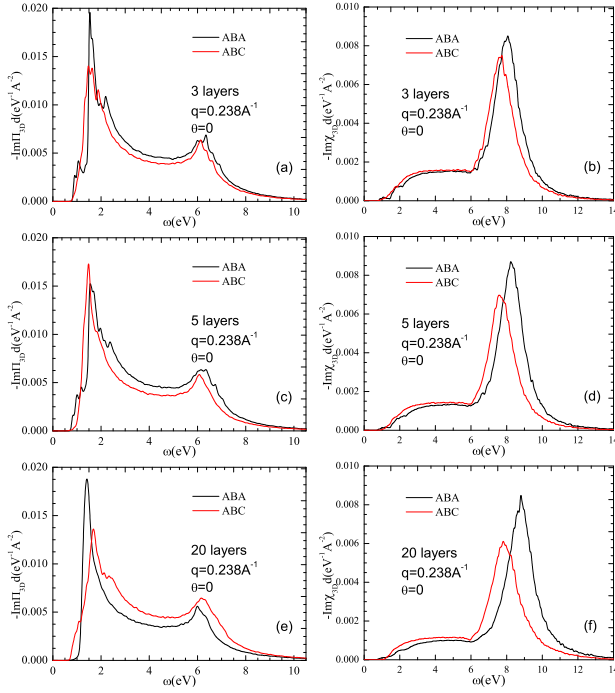 0.020
0.015
0.010
0.005
0.000
-ImΠ3Dd(eV⁻¹A⁻²)
ABA
ABC
3 layers
q=0.238A⁻¹
θ=0
(a)
0 2 4 6 8 10
ω(eV)
0.010
0.008
0.006
0.004
0.002
0.000
-Imχ3Dd(eV⁻¹A⁻²)
ABA
ABC
3 layers
q=0.238A⁻¹
θ=0
(b)
0 2 4 6 8 10 12 14
ω(eV)
0.020
0.015
0.010
0.005
0.000
-ImΠ3Dd(eV⁻¹A⁻²)
ABA
ABC
5 layers
q=0.238A⁻¹
θ=0
(c)
0 2 4 6 8 10
ω(eV)
0.010
0.008
0.006
0.004
0.002
0.000
-Imχ3Dd(eV⁻¹A⁻²)
ABA
ABC
5 layers
q=0.238A⁻¹
θ=0
(d)
0 2 4 6 8 10 12 14
ω(eV)
0.020
0.015
0.010
0.005
0.000
-ImΠ3Dd(eV⁻¹A⁻²)
ABA
ABC
20 layers
q=0.238A⁻¹
θ=0
(e)
0 2 4 6 8 10
ω(eV)
0.010
0.008
0.006
0.004
0.002
0.000
-Imχ3Dd(eV⁻¹A⁻²)
ABA
ABC
20 layers
q=0.238A⁻¹
θ=0
(f)
0 2 4 6 8 10 12 14
ω(eV)